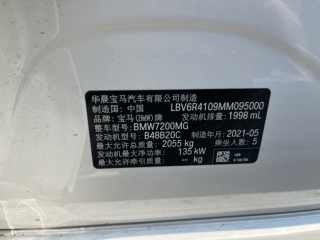 华晨宝马汽车有限公司制造
制造国: 中国 LBV6R4109MM095000
品牌: 宝马(BMW)牌 发动机排量: 1998 mL
整车型号: BMW7200MG
发动机型号: B48B20C 制造年月: 2021-05
最大允许总质量: 2055 kg 乘坐人数: 5
发动机最大净功率: 135 kW
最大允许牵引质量: -- kg